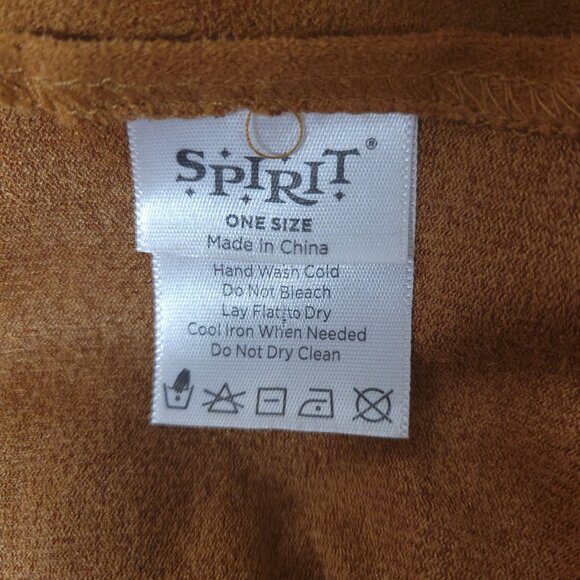 SPIRIT®
ONE SIZE
Made In China
Hand Wash Cold
Do Not Bleach
Lay Flat to Dry
Cool Iron When Needed
Do Not Dry Clean